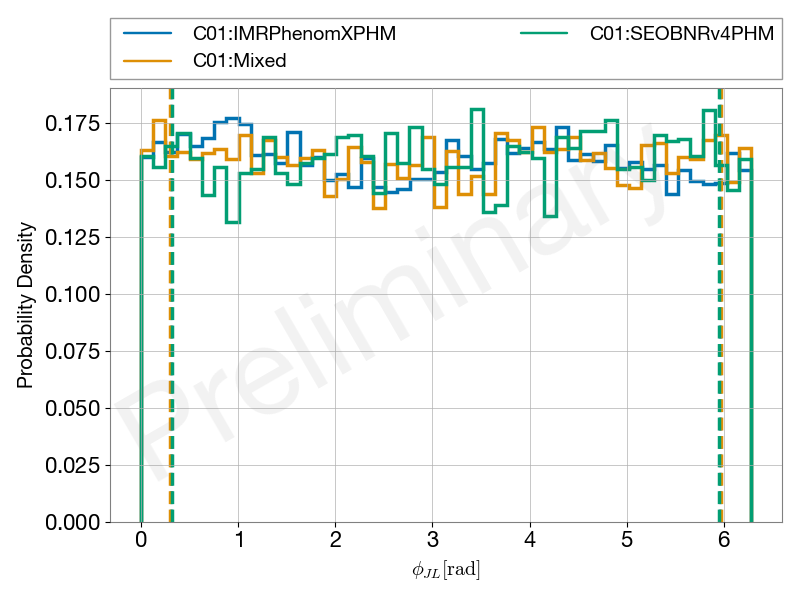 C01:IMRPhenomXPHM
C01:SEOBNRv4PHM
C01:Mixed
Probability Density
0.175
0.150
0.125
0.100
0.075
0.050
0.025
0.000
Preliminary
0 1 2 3 4 5 6
ϕ_JL[rad]